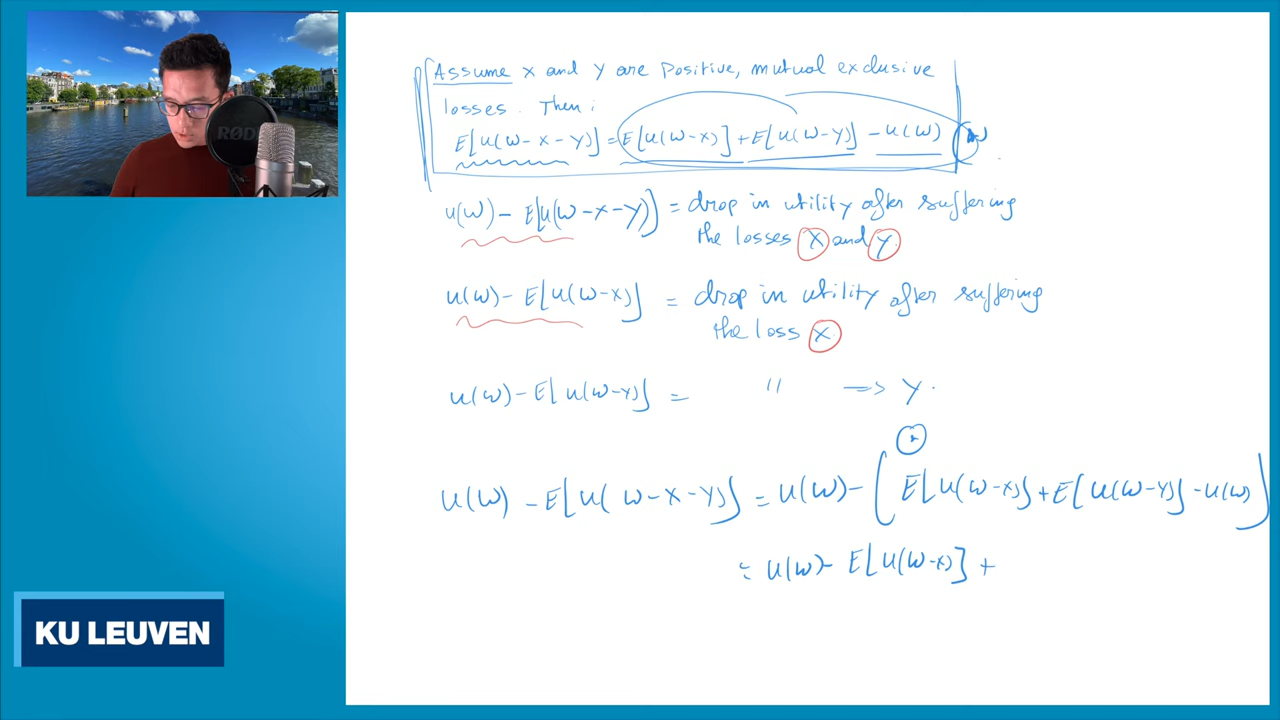 RØDE
KU LEUVEN
Assume X and Y are Positive, mutual exclusive
losses. Then:
E[u(w-X-Y)] = E[u(w-X)] + E[u(w-Y)] - u(w)
u(w) - E[u(w-X-Y)] = drop in utility after suffering
the losses X and Y.
u(w) - E[u(w-X)] = drop in utility after suffering
the loss X.
u(w) - E[u(w-Y)] = " => Y.
*
u(w) - E[u(w-X-Y)] = u(w) - (E[u(w-X)] + E[u(w-Y)] - u(w))
= u(w) - E[u(w-X)] +